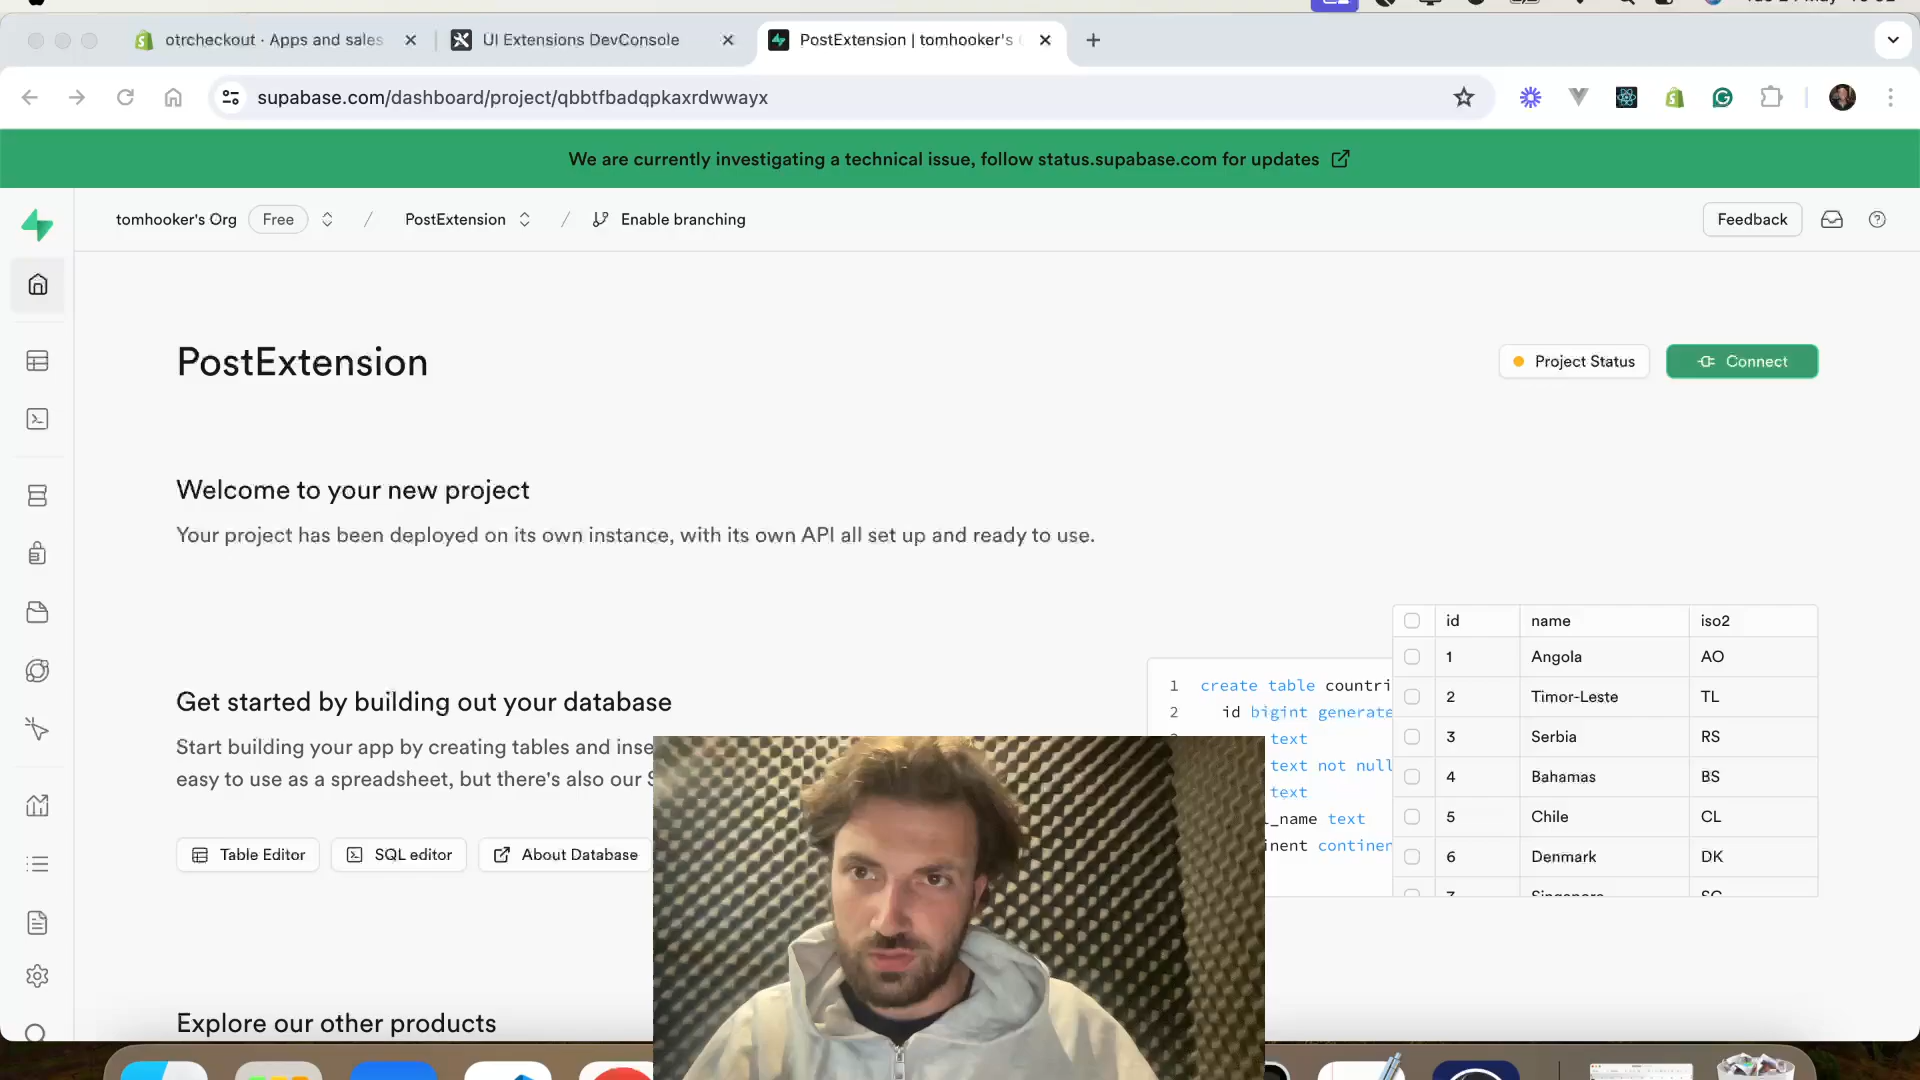 otrcheckout · Apps and sales
UI Extensions DevConsole
PostExtension | tomhooker's
supabase.com/dashboard/project/qbbtfbadqpkaxrdwwayx
We are currently investigating a technical issue, follow status.supabase.com for updates
tomhooker's Org Free / PostExtension / Enable branching
Feedback
PostExtension
Project Status
Connect
Welcome to your new project
Your project has been deployed on its own instance, with its own API all set up and ready to use.
Get started by building out your database
Start building your app by creating tables and inse
easy to use as a spreadsheet, but there's also our S
Table Editor
SQL editor
About Database
1 create table countri
2 id bigint generate
text
text not null
text
l_name text
inent continen
id name iso2
1 Angola AO
2 Timor-Leste TL
3 Serbia RS
4 Bahamas BS
5 Chile CL
6 Denmark DK
7 Singapore SG
Explore our other products